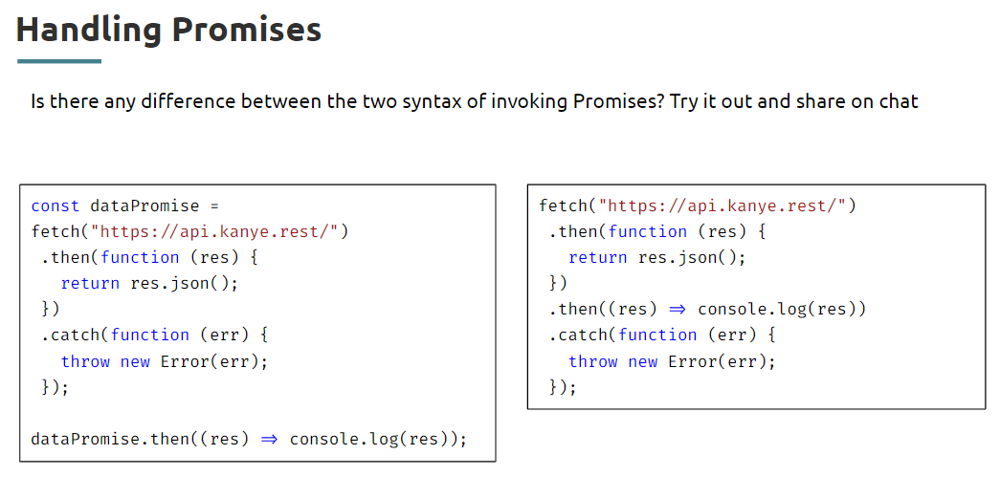 Handling Promises
Is there any difference between the two syntax of invoking Promises? Try it out and share on chat
const dataPromise =
fetch("https://api.kanye.rest/")
.then(function (res) {
return res.json();
})
.catch(function (err) {
throw new Error(err);
});
dataPromise.then((res) => console.log(res));
fetch("https://api.kanye.rest/")
.then(function (res) {
return res.json();
})
.then((res) => console.log(res))
.catch(function (err) {
throw new Error(err);
});